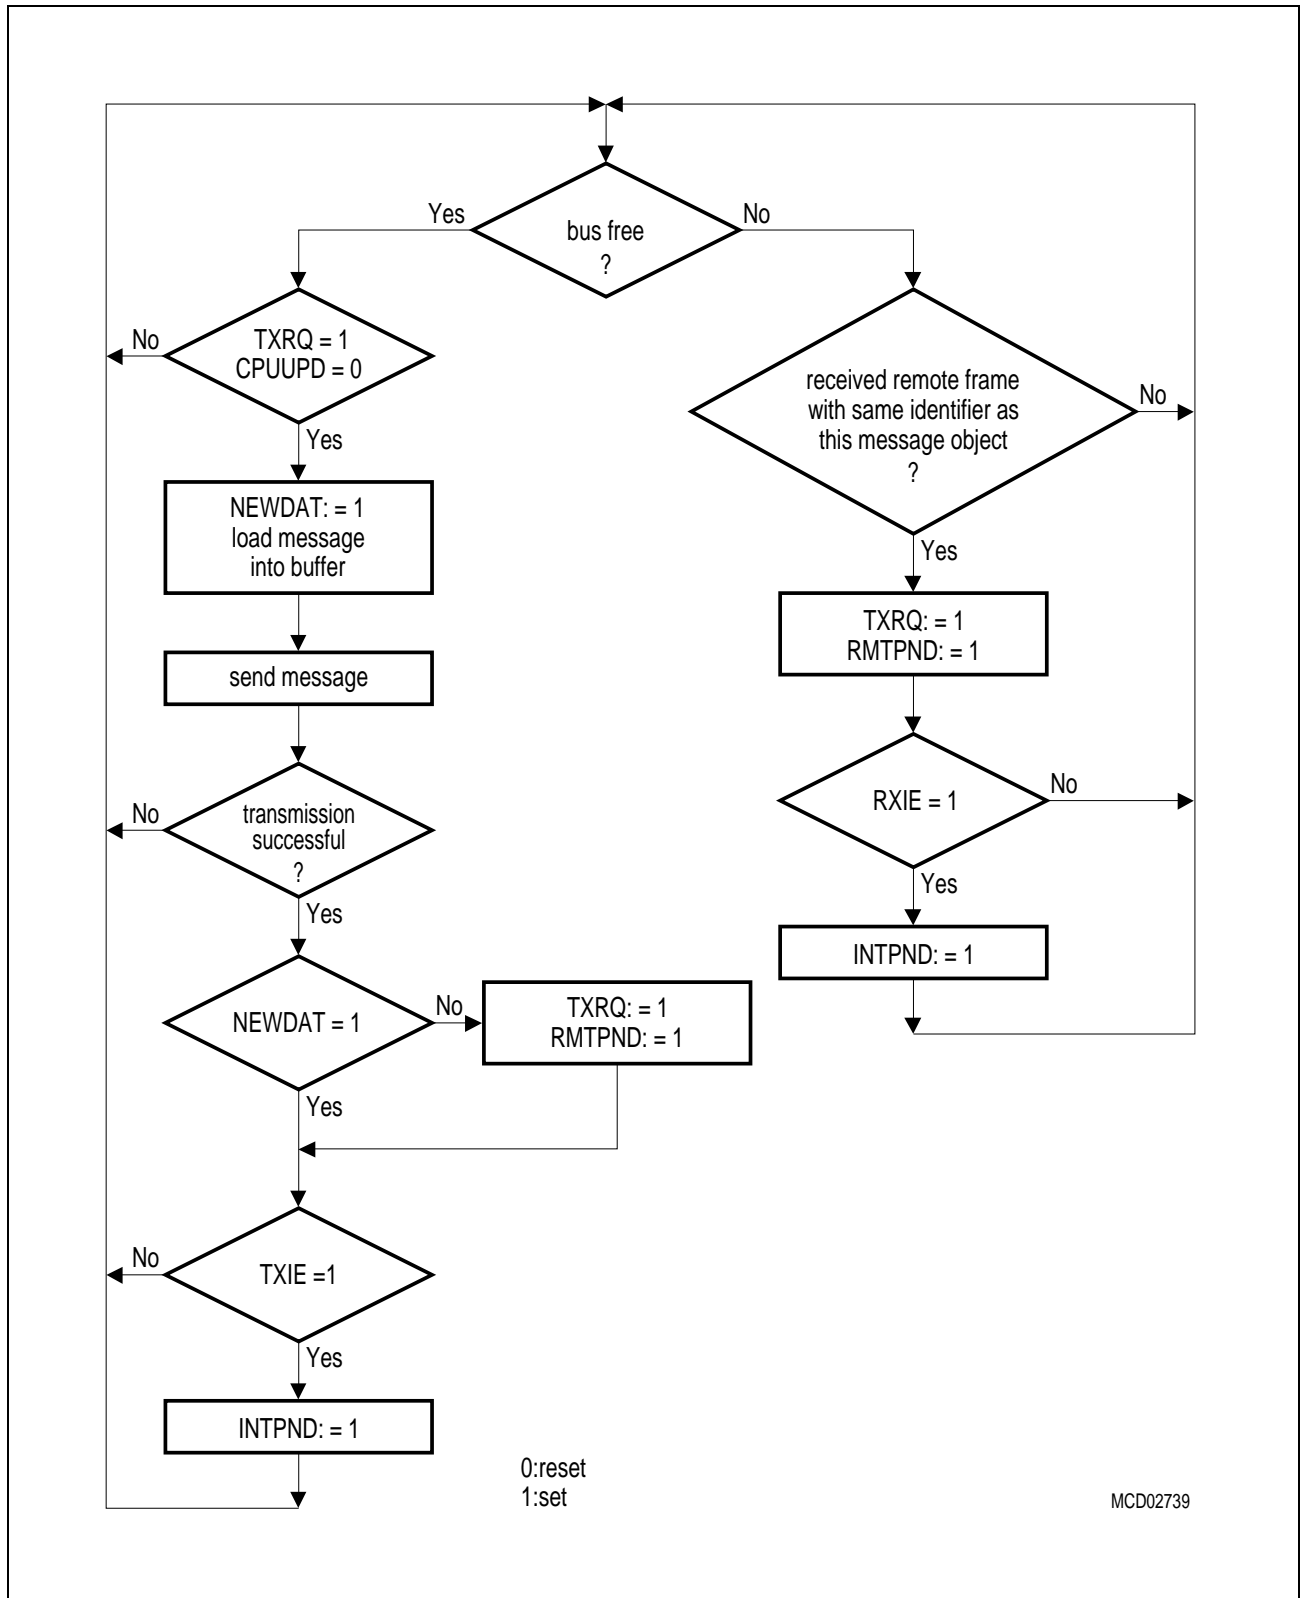 Yes
No
bus free
?
No
TXRQ = 1
CPUUPD = 0
Yes
received remote frame
with same identifier as
this message object
?
No
Yes
NEWDAT: = 1
load message
into buffer
TXRQ: = 1
RMTPND: = 1
send message
No
transmission
successful
?
Yes
RXIE = 1
No
Yes
INTPND: = 1
NEWDAT = 1
No
TXRQ: = 1
RMTPND: = 1
Yes
No
TXIE =1
Yes
INTPND: = 1
0:reset
1:set
MCD02739